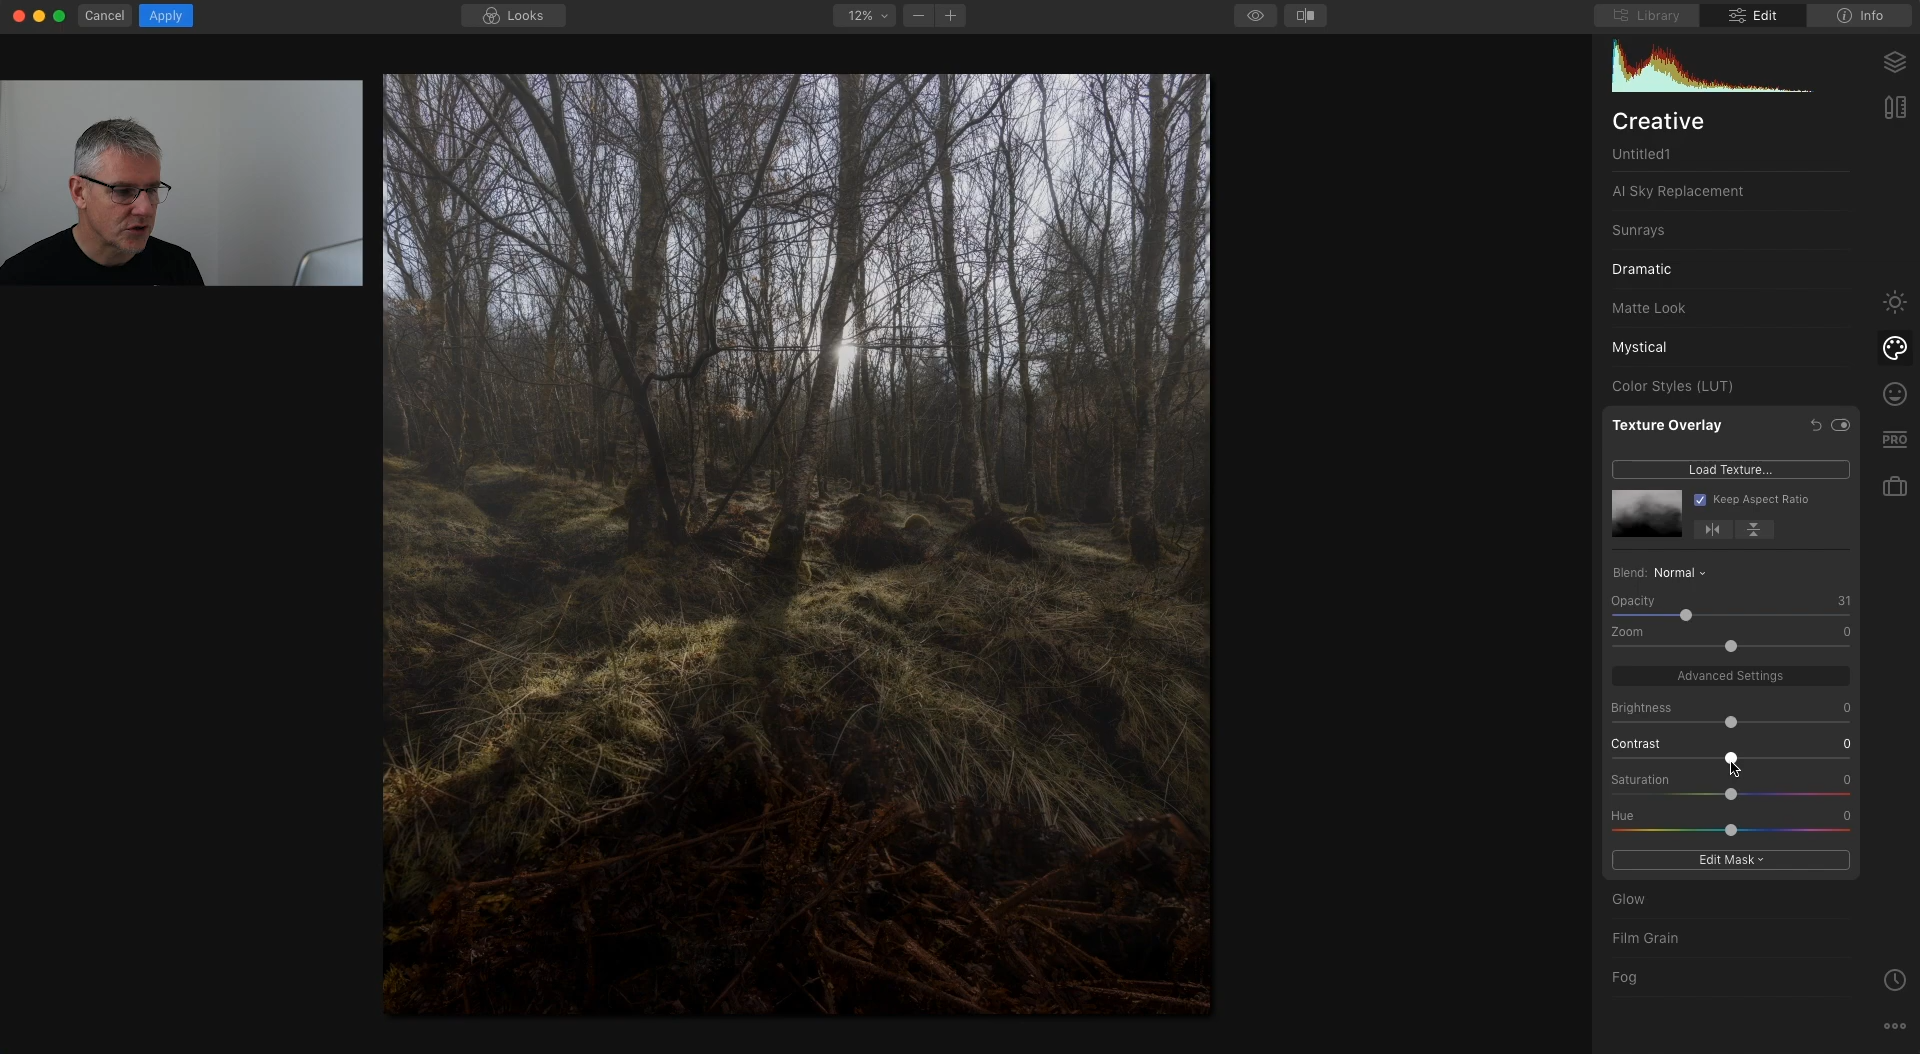 Cancel Apply Looks 12% Library Edit Info
Creative
Untitled1
AI Sky Replacement
Sunrays
Dramatic
Matte Look
Mystical
Color Styles (LUT)
Texture Overlay
PRO
Load Texture...
Keep Aspect Ratio
Blend: Normal
Opacity 31
Zoom 0
Advanced Settings
Brightness 0
Contrast 0
Saturation 0
Hue 0
Edit Mask
Glow
Film Grain
Fog